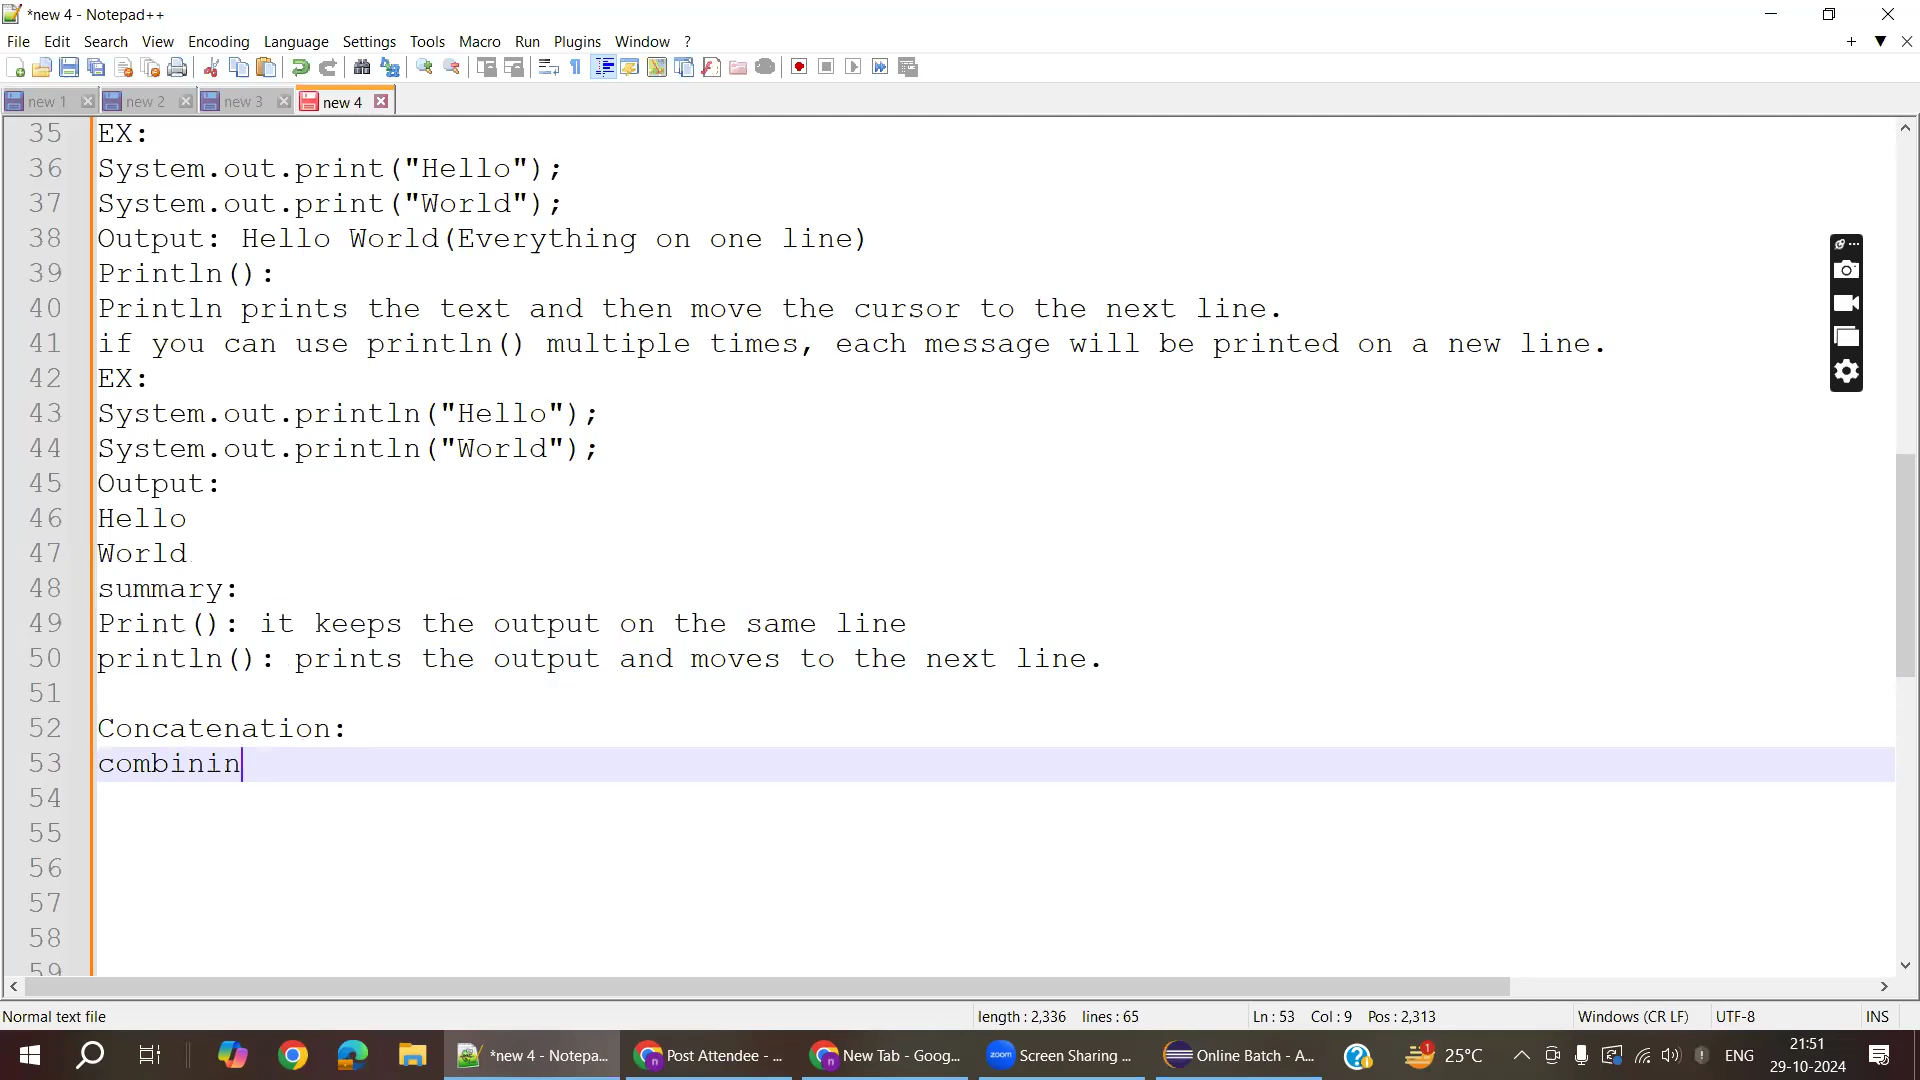 *new 4 - Notepad++
File Edit Search View Encoding Language Settings Tools Macro Run Plugins Window ?
new 1 new 2 new 3 new 4
35 EX:
36 System.out.print("Hello");
37 System.out.print("World");
38 Output: Hello World(Everything on one line)
39 Println():
40 Println prints the text and then move the cursor to the next line.
41 if you can use println() multiple times, each message will be printed on a new line.
42 EX:
43 System.out.println("Hello");
44 System.out.println("World");
45 Output:
46 Hello
47 World
48 summary:
49 Print(): it keeps the output on the same line
50 println(): prints the output and moves to the next line.
51
52 Concatenation:
53 combinin
54
55
56
57
58
59
Normal text file length : 2,336 lines : 65 Ln : 53 Col : 9 Pos : 2,313 Windows (CR LF) UTF-8 INS
*new 4 - Notepa... Post Attendee - ... New Tab - Goog... zoom Screen Sharing ... Online Batch - A... 1 25°C ENG 21:51
29-10-2024